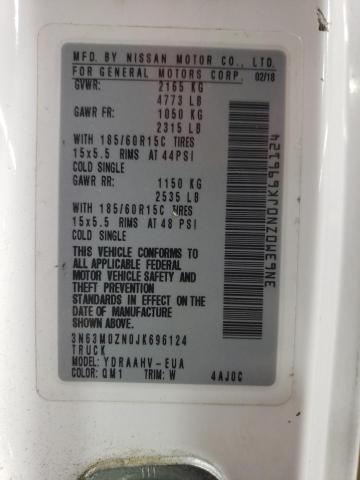 MFD. BY NISSAN MOTOR CO., LTD.
FOR GENERAL MOTORS CORP. 02/18
GVWR: 2165 KG
4773 LB
GAWR FR: 1050 KG
2315 LB
WITH 185/60R15C TIRES
15x5.5 RIMS AT 44PSI
COLD SINGLE
GAWR RR: 1150 KG
2535 LB
WITH 185/60R15C TIRES
15x5.5 RIMS AT 48 PSI
COLD SINGLE
THIS VEHICLE CONFORMS TO
ALL APPLICABLE FEDERAL
MOTOR VEHICLE SAFETY AND
THEFT PREVENTION
STANDARDS IN EFFECT ON THE
DATE OF MANUFACTURE
SHOWN ABOVE.
3N63M0ZN0JK696124
TRUCK
MODEL: YDRAAHV-EUA
COLOR: QM1 TRIM: W 4AJ0C
3N63M0ZN0JK696124